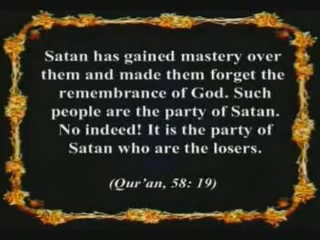 Satan has gained mastery over
them and made them forget the
remembrance of God. Such
people are the party of Satan.
No indeed! It is the party of
Satan who are the losers.
(Qur'an, 58: 19)